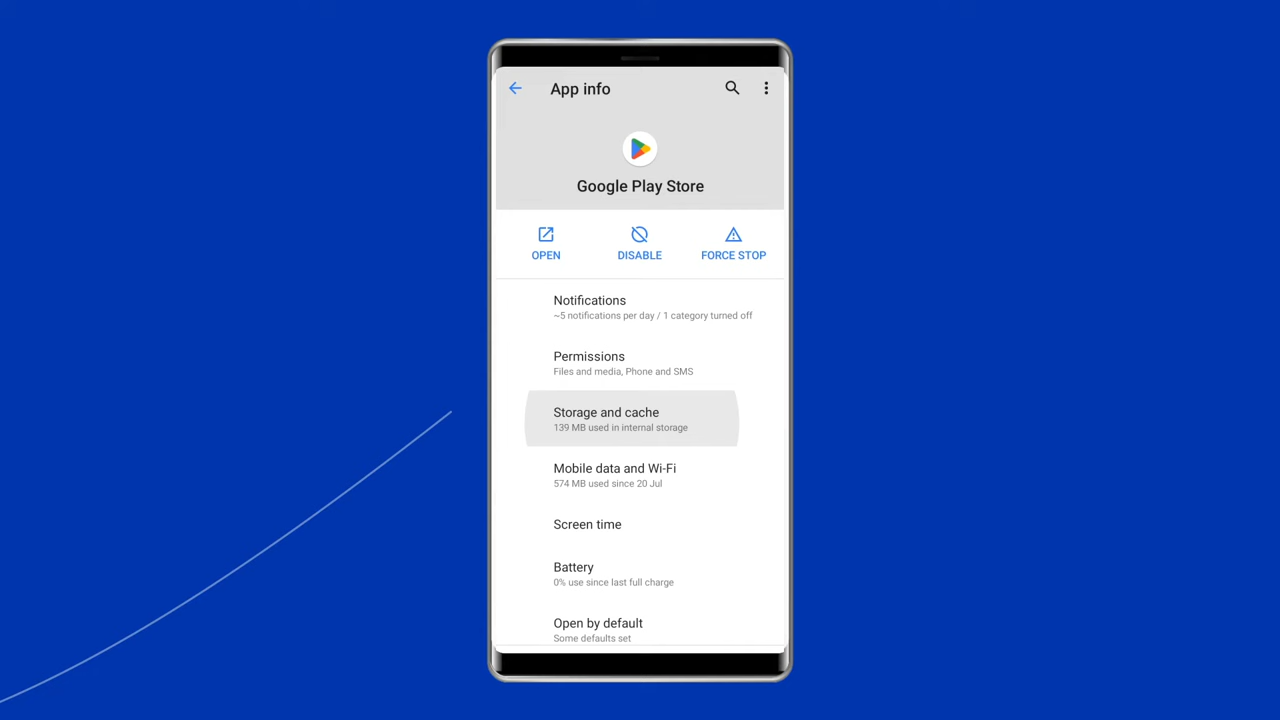 App info
Google Play Store
OPEN
DISABLE
FORCE STOP
Notifications
~5 notifications per day / 1 category turned off
Permissions
Files and media, Phone and SMS
Storage and cache
139 MB used in internal storage
Mobile data and Wi-Fi
574 MB used since 20 Jul
Screen time
Battery
0% use since last full charge
Open by default
Some defaults set